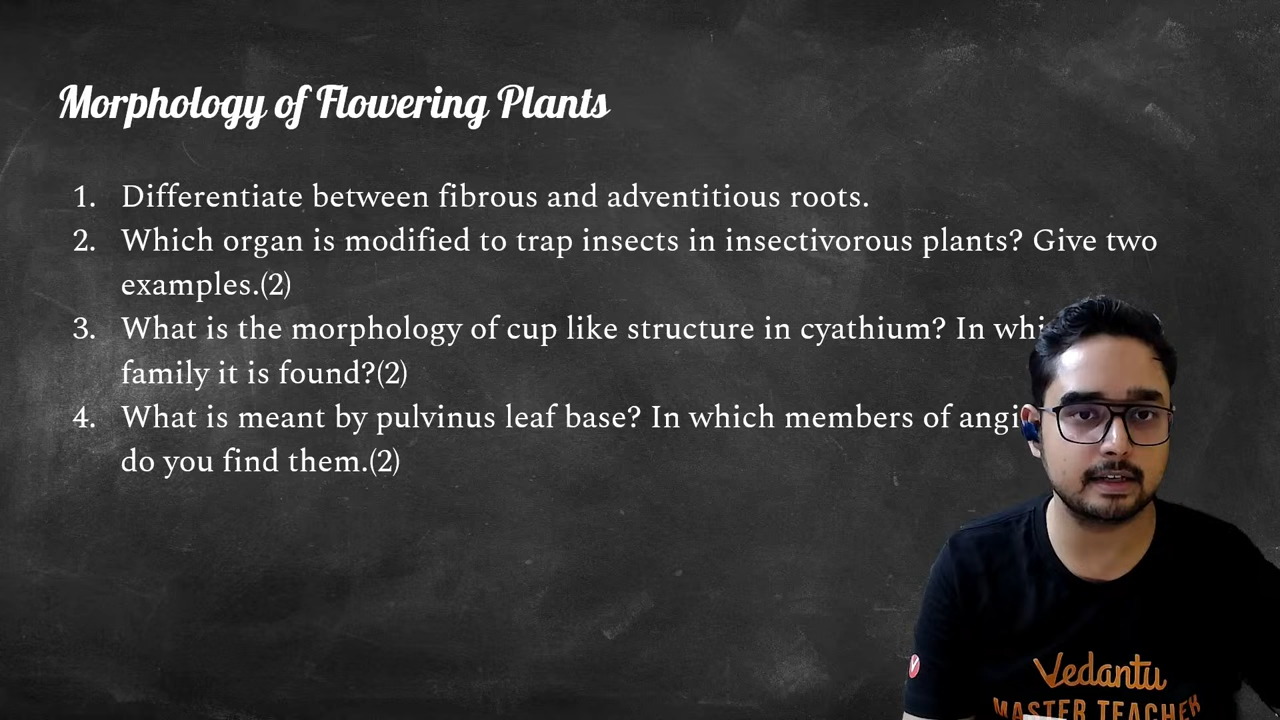 Morphology of Flowering Plants
1. Differentiate between fibrous and adventitious roots.
2. Which organ is modified to trap insects in insectivorous plants? Give two
examples.(2)
3. What is the morphology of cup like structure in cyathium? In
family it is found?(2)
4. What is meant by pulvinus leaf base? In which members of
do you find them.(2)
Vedantu
MASTER TEACHER